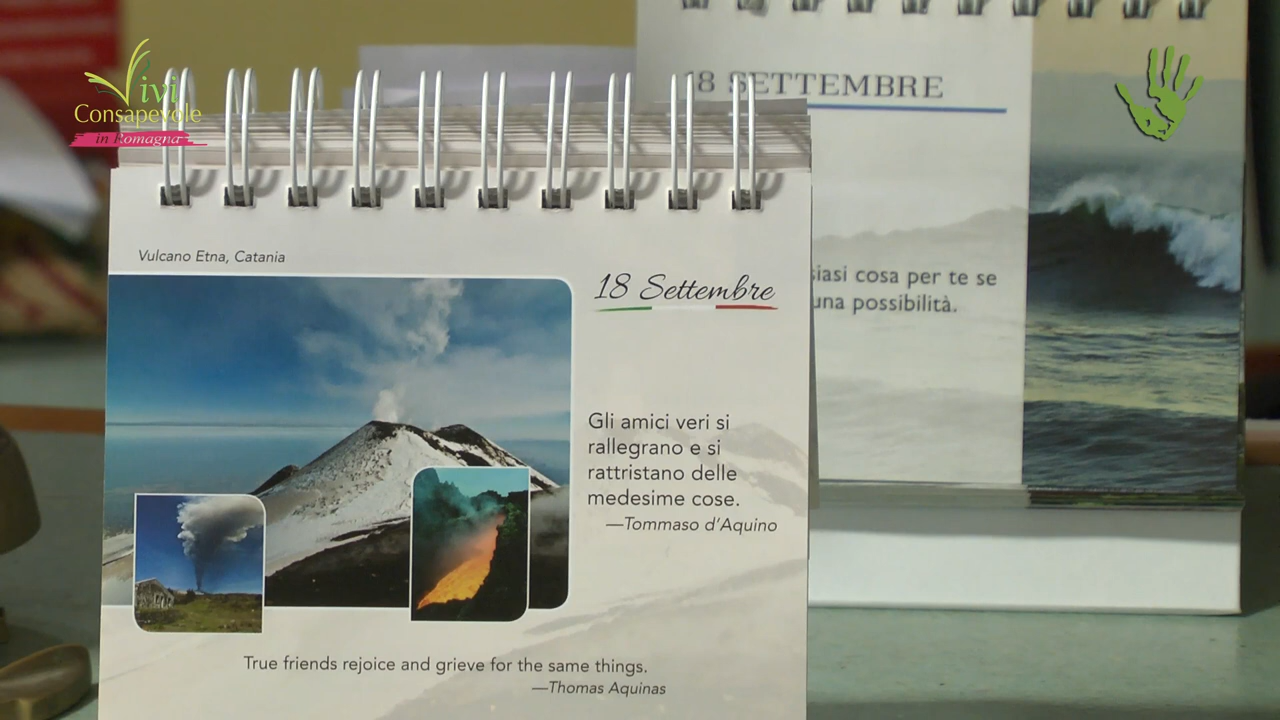 Vivi
Consapevole
in Romagna
18 SETTEMBRE
siasi cosa per te se
una possibilità.
Vulcano Etna, Catania
18 Settembre
Gli amici veri si
rallegrano e si
rattristano delle
medesime cose.
—Tommaso d'Aquino
True friends rejoice and grieve for the same things.
—Thomas Aquinas